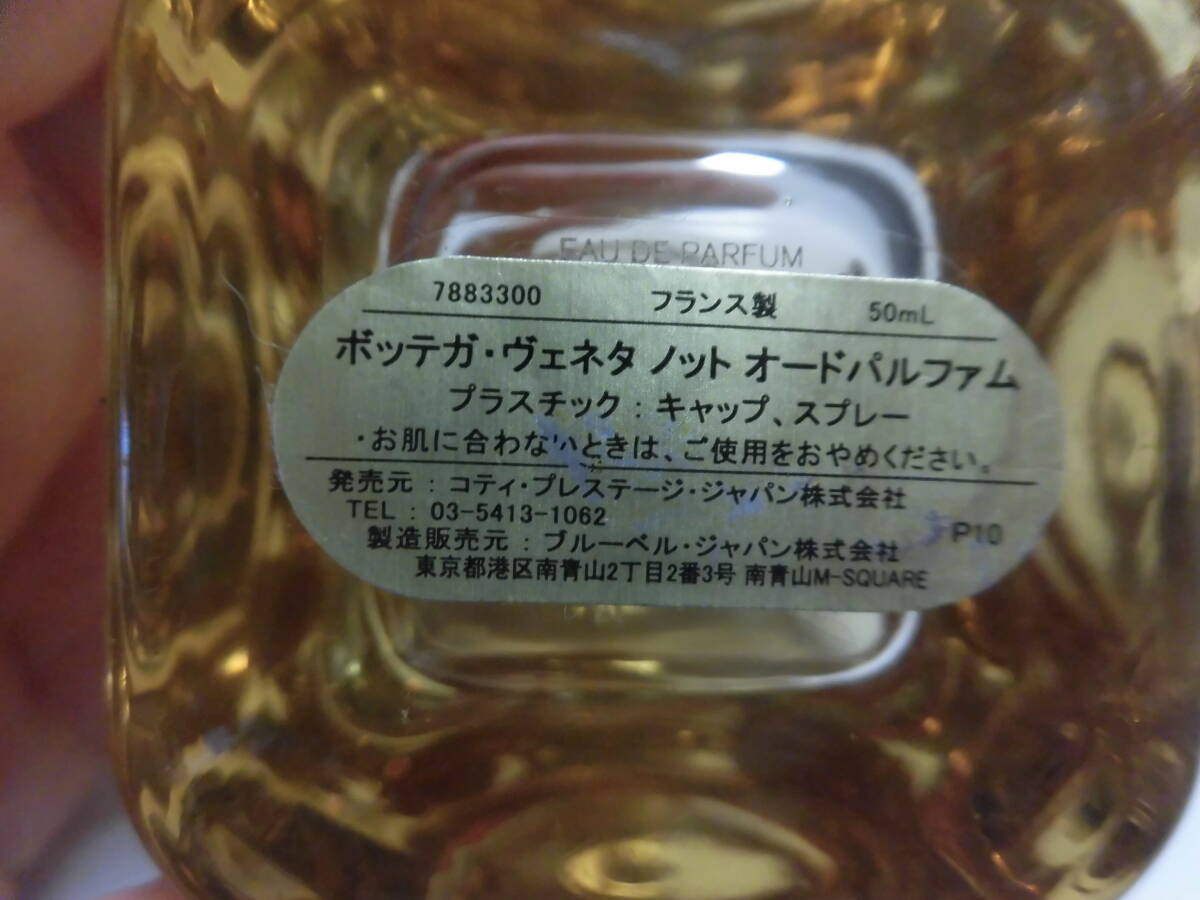 EAU DE PARFUM
7883300 フランス製 50mL
ボッテガ・ヴェネタ ノット オードパルファム
プラスチック：キャップ、スプレー
・お肌に合わないときは、ご使用をおやめください。
発売元：コティ・プレステージ・ジャパン株式会社
TEL：03-5413-1062
P10
製造販売元：ブルーベル・ジャパン株式会社
東京都港区南青山2丁目2番3号 南青山M-SQUARE